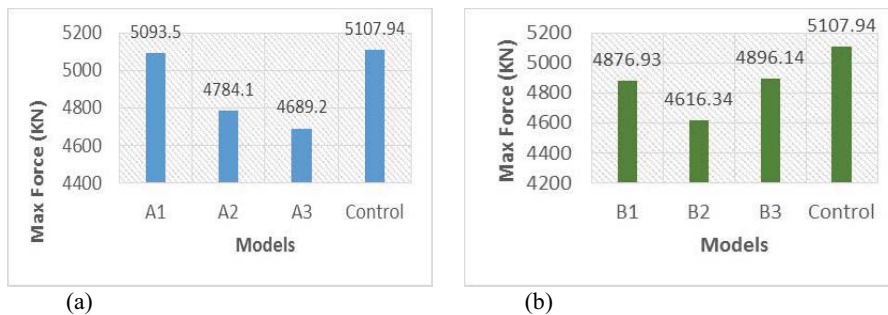 5200
5000
4800
4600
4400
Max Force (KN)
5093.5
4784.1
4689.2
5107.94
A1 A2 A3 Control
Models
(a)
5200
5000
4800
4600
4400
4200
Max Force (KN)
4876.93
4616.34
4896.14
5107.94
B1 B2 B3 Control
Models
(b)